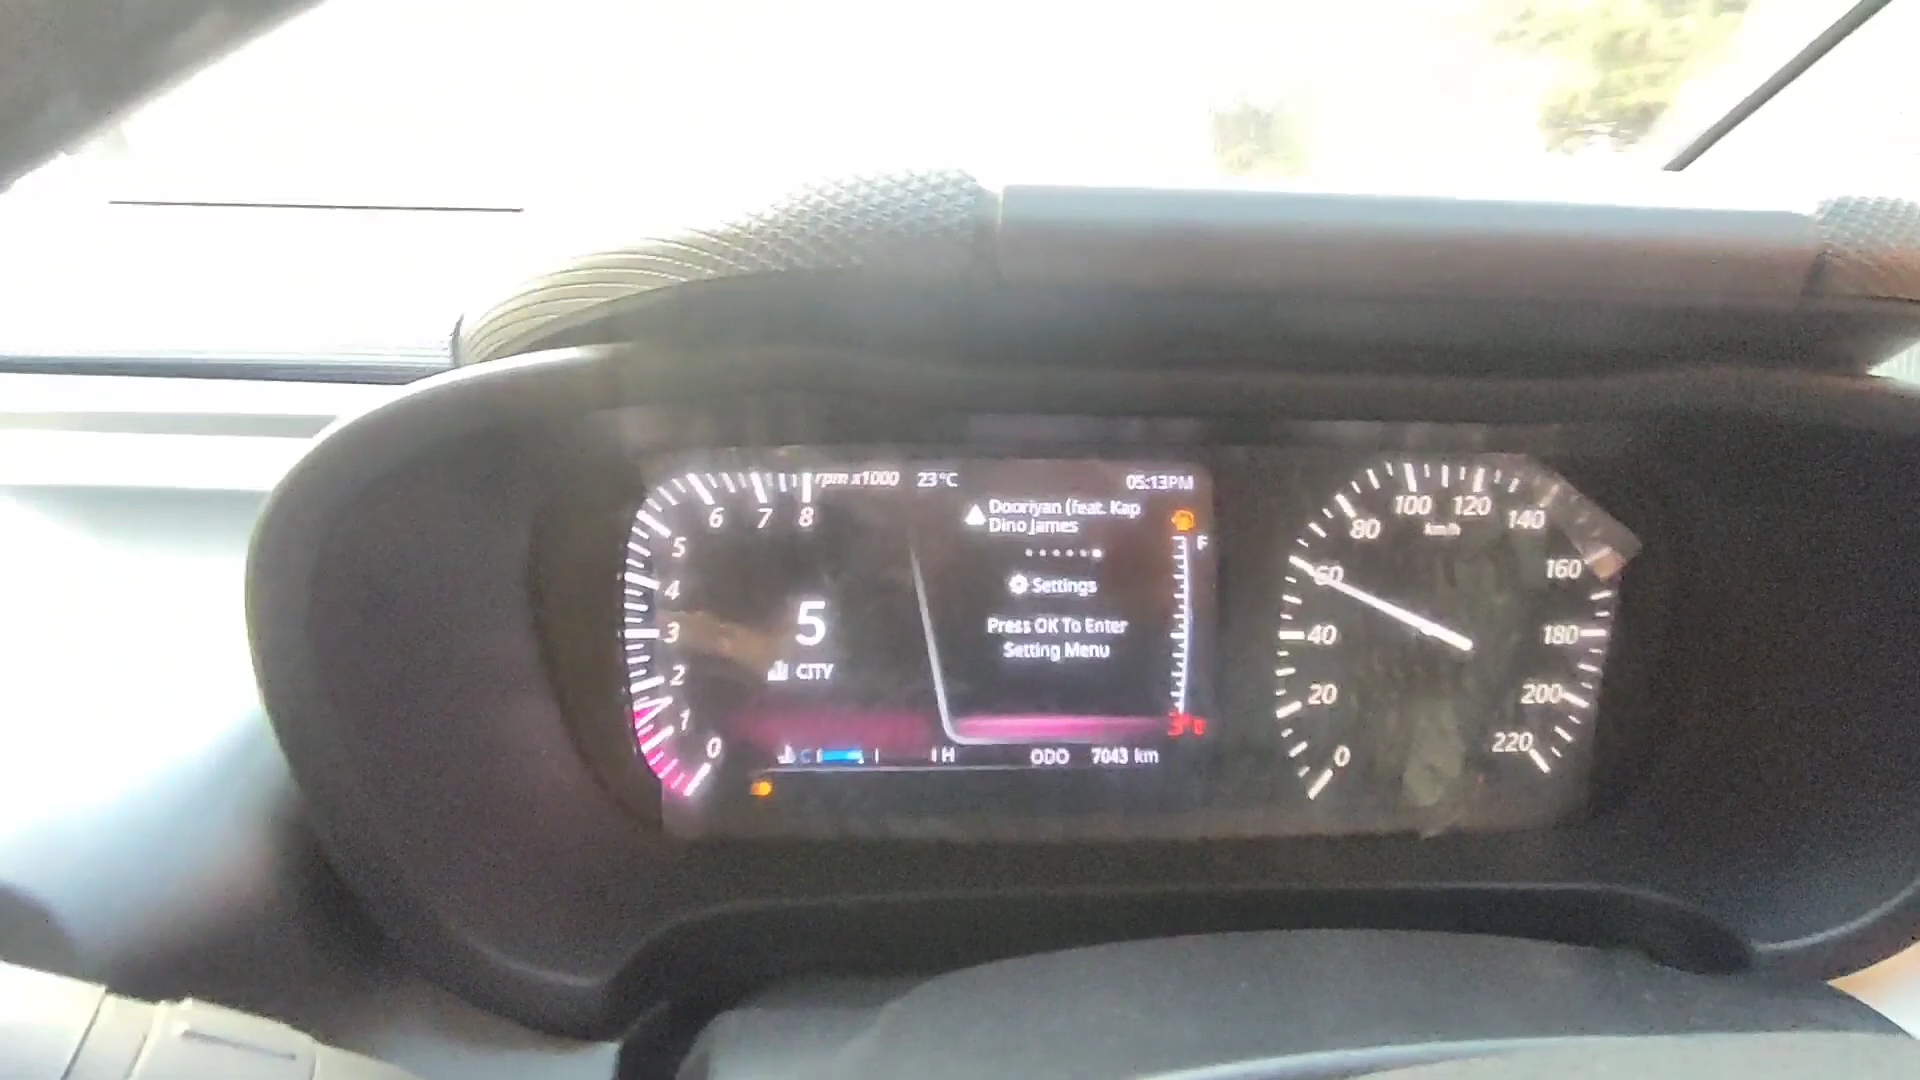 rpm x1000
23°C
05:13PM
Dooriyan (feat. Kap
Dino James
Settings
Press OK To Enter
Setting Menu
5
CITY
0
1
2
3
4
5
6
7
8
F
C
H
ODO 7043 km
km/h
0
20
40
60
80
100
120
140
160
180
200
220